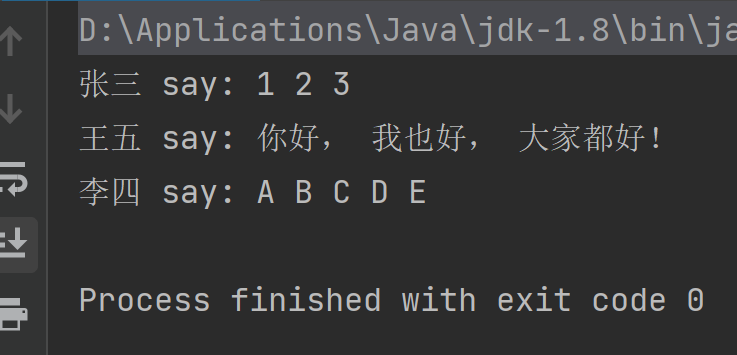 D:\Applications\Java\jdk-1.8\bin\ja
张三 say: 1 2 3
王五 say: 你好， 我也好， 大家都好！
李四 say: A B C D E
Process finished with exit code 0